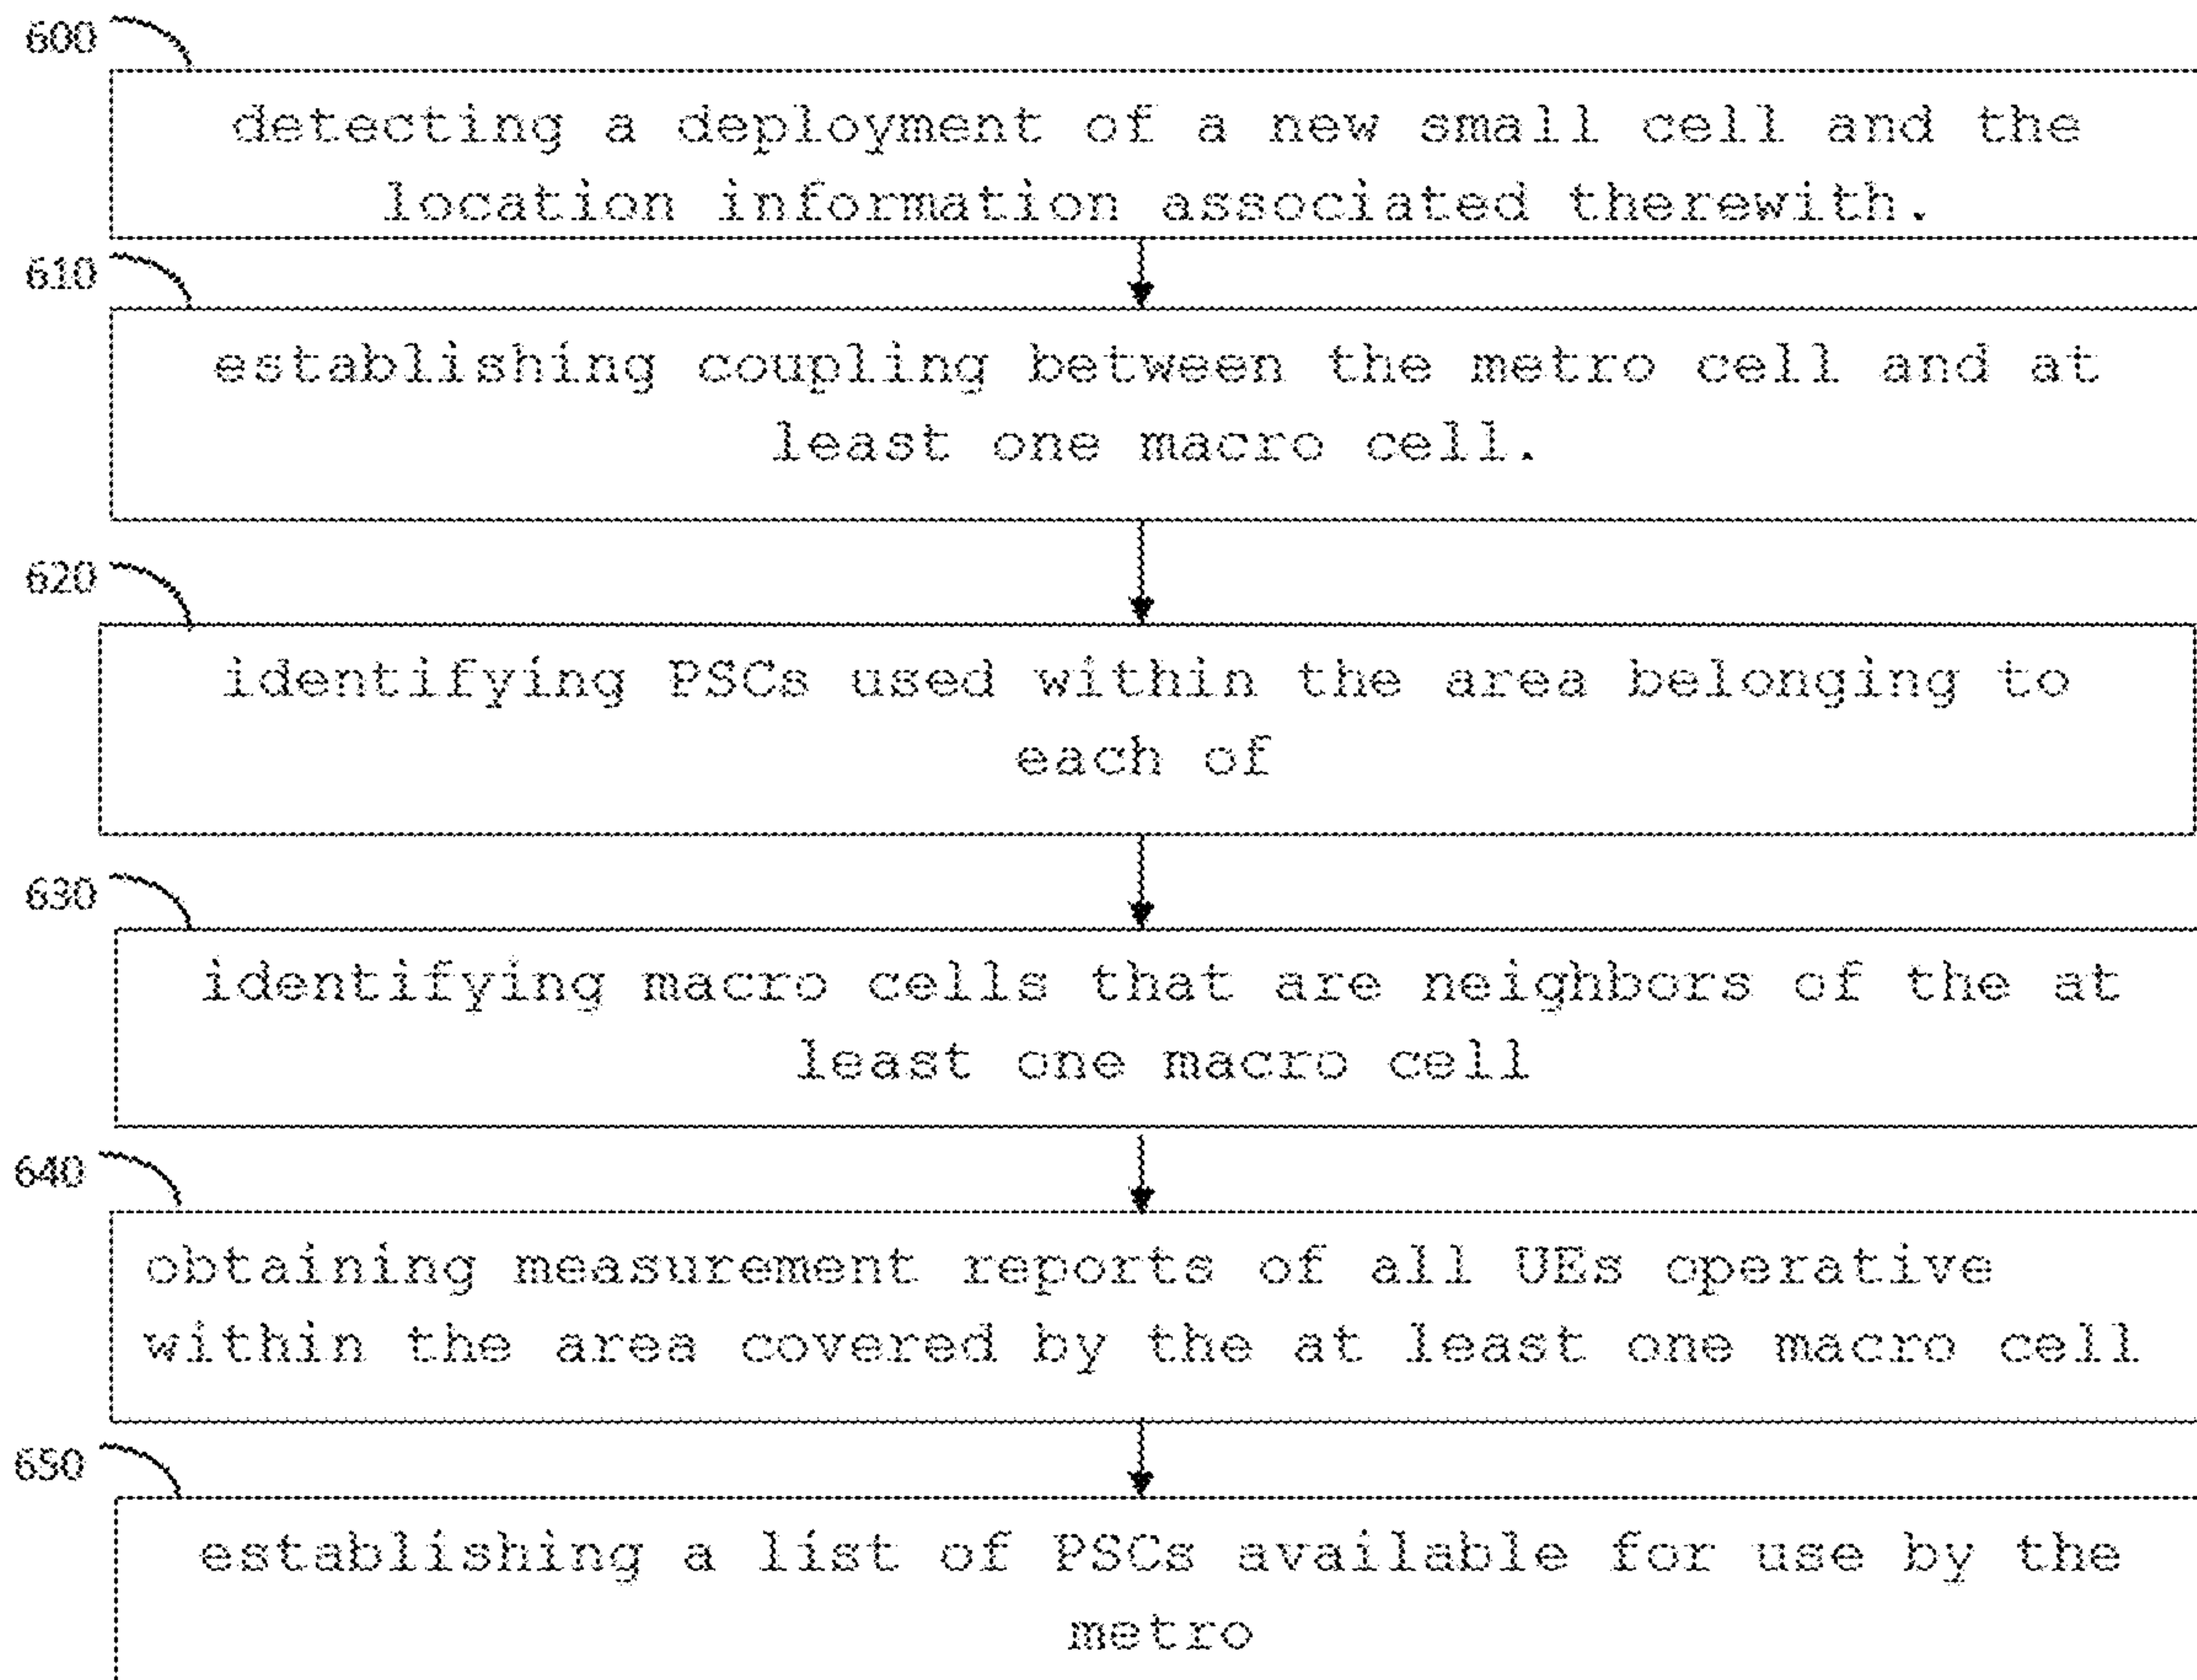 600
detecting a deployment of a new small cell and the
location information associated therewith.
610
establishing coupling between the metro cell and at
least one macro cell.
620
identifying PSCs used within the area belonging to
each of
630
identifying macro cells that are neighbors of the at
least one macro cell
640
obtaining measurement reports of all UEs operative
within the area covered by the at least one macro cell
650
establishing a list of PSCs available for use by the
metro